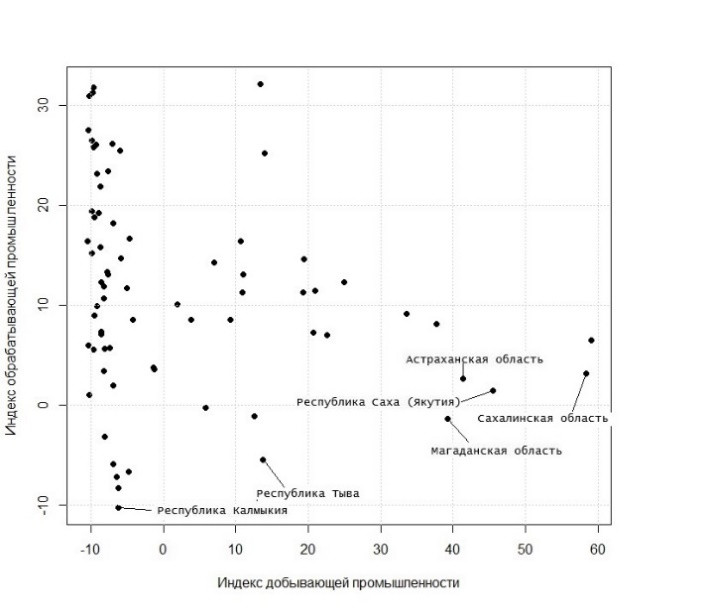 Индекс обрабатывающей промышленности
30
20
10
0
-10
Астраханская область
Республика Саха (Якутия)
Сахалинская область
Магаданская область
Республика Тыва
Республика Калмыкия
-10 0 10 20 30 40 50 60
Индекс добывающей промышленности